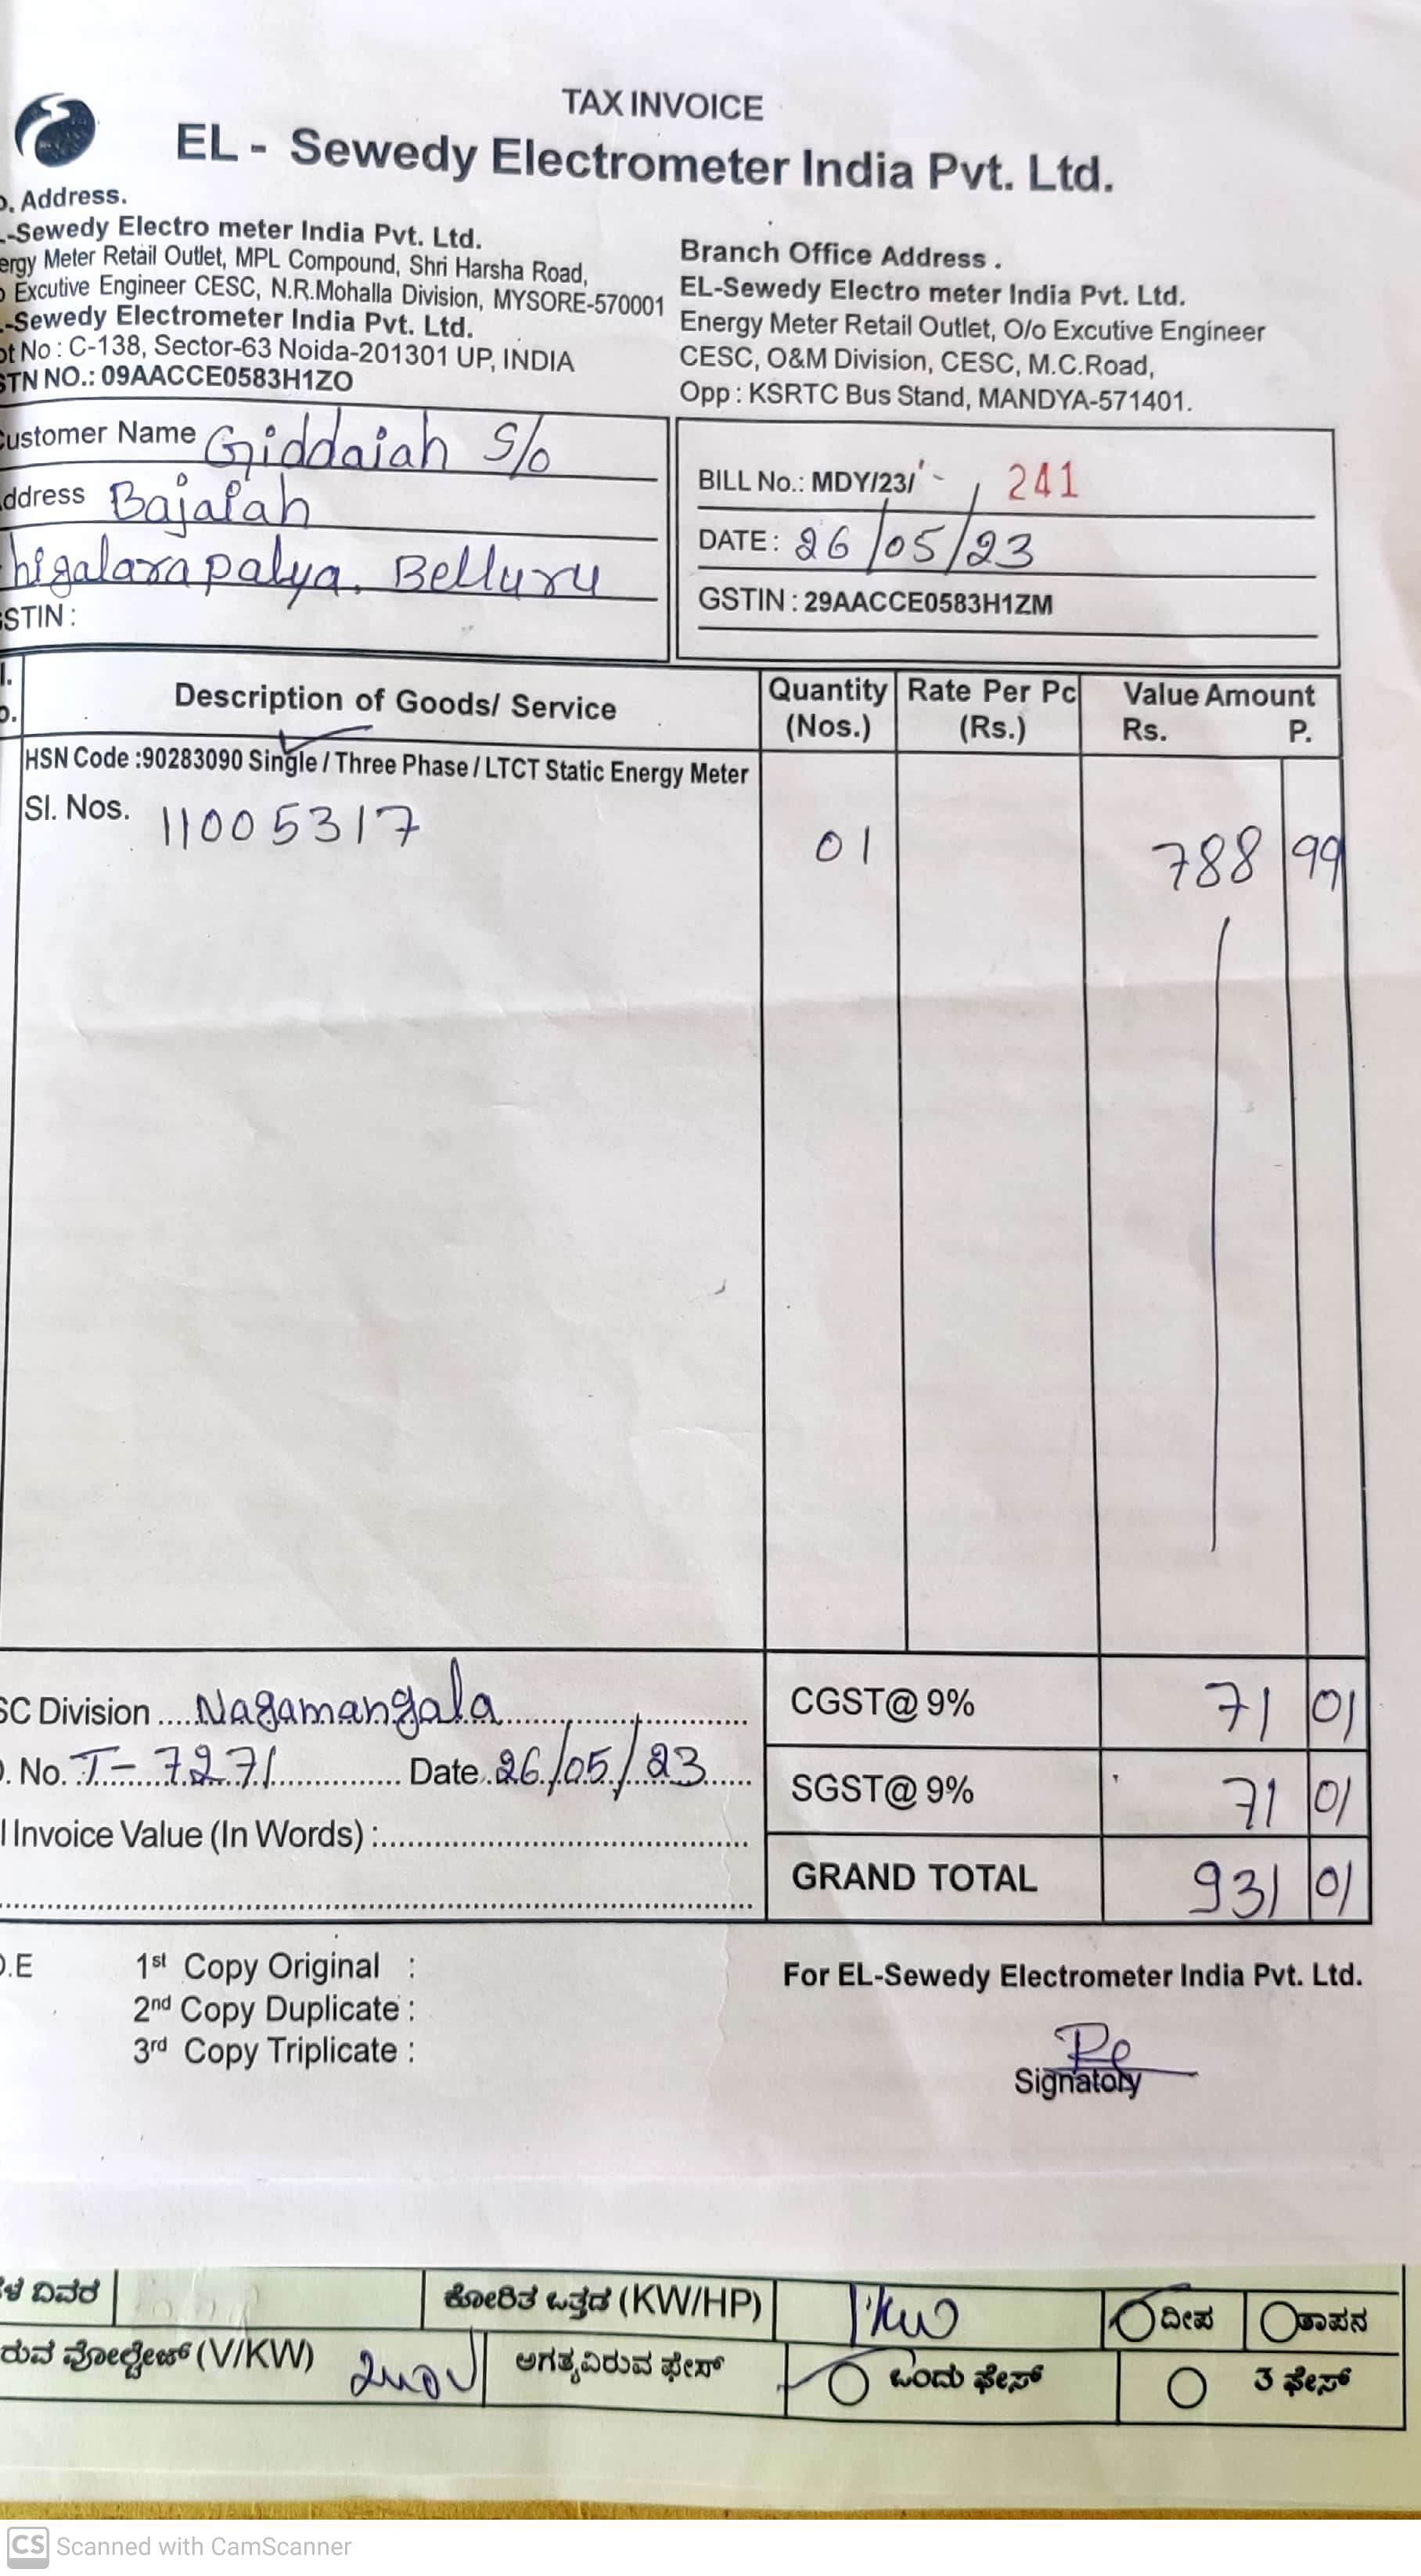 TAX INVOICE
EL - Sewedy Electrometer India Pvt. Ltd.
Address.
-Sewedy Electro meter India Pvt. Ltd.
ergy Meter Retail Outlet, MPL Compound, Shri Harsha Road,
Excutive Engineer CESC, N.R.Mohalla Division, MYSORE-570001
-Sewedy Electrometer India Pvt. Ltd.
ot No : C-138, Sector-63 Noida-201301 UP, INDIA
STN NO.: 09AACCE0583H1ZO
Branch Office Address .
EL-Sewedy Electro meter India Pvt. Ltd.
Energy Meter Retail Outlet, O/o Excutive Engineer
CESC, O&M Division, CESC, M.C.Road,
Opp : KSRTC Bus Stand, MANDYA-571401.
ustomer Name Giddaiah S/o
ddress Bajaiah
higalarapalya. Belluru
STIN :
BILL No.: MDY/23/ 241
DATE : 26/05/23
GSTIN : 29AACCE0583H1ZM
Description of Goods/ Service Quantity (Nos.) Rate Per Pc (Rs.) Value Amount Rs. P.
HSN Code :90283090 Single / Three Phase / LTCT Static Energy Meter
Sl. Nos. 11005317 01 788 99
SC Division ..... Nagamangala CGST@ 9% 71 01
. No. T- 7271 Date 26/05/23 SGST@ 9% 71 01
l Invoice Value (In Words) : GRAND TOTAL 931 01
.E 1st Copy Original :
2nd Copy Duplicate :
3rd Copy Triplicate :
For EL-Sewedy Electrometer India Pvt. Ltd.
Signatory
ವಿವರ ಕೋರಿತ ಒತ್ತಡ (KW/HP) 1KW ದೀಪ ತಾಪನ
ರುವ ವೋಲ್ಟೇಜ್ (V/KW) 240V ಅಗತ್ಯವಿರುವ ಫೇಸ್ ಒಂದು ಫೇಸ್ 3 ಫೇಸ್
CS Scanned with CamScanner